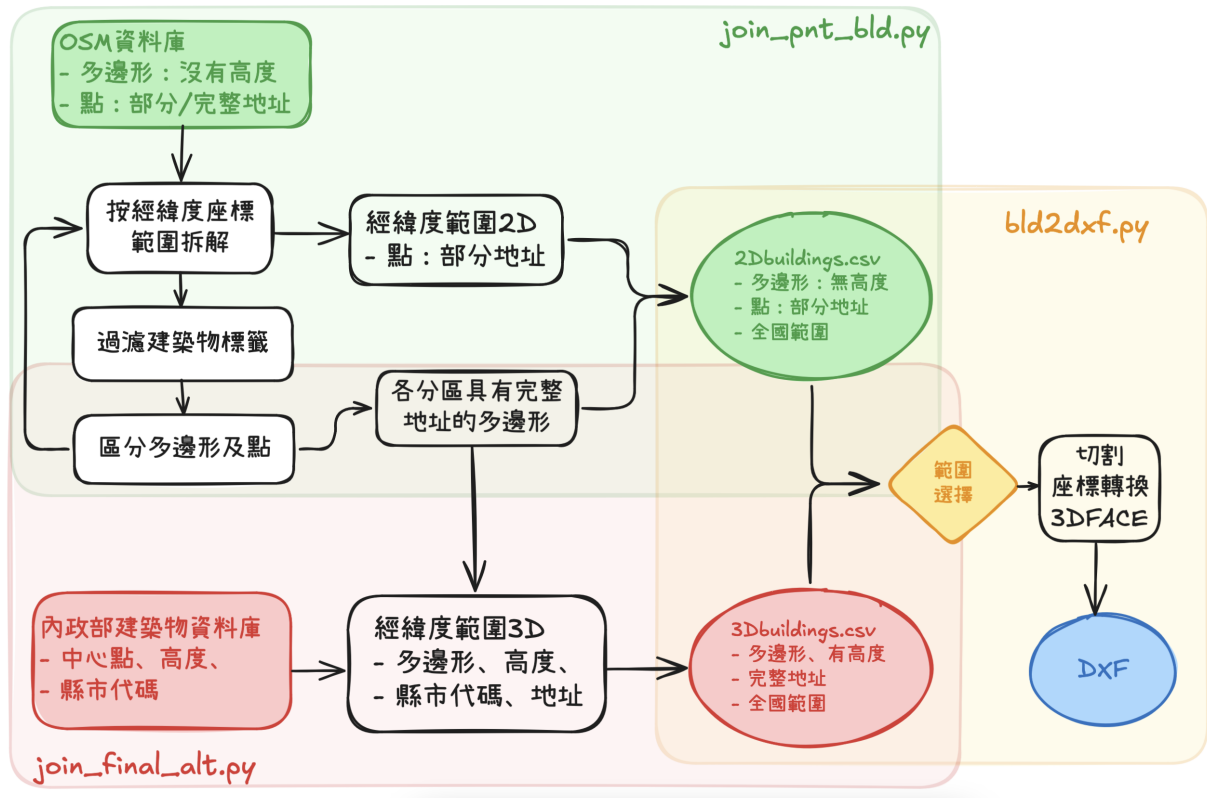 join_pnt_bld.py
OSM資料庫
- 多邊形：沒有高度
- 點：部分/完整地址
按經緯度座標
範圍拆解
經緯度範圍2D
- 點：部分地址
過濾建築物標籤
區分多邊形及點
各分區具有完整
地址的多邊形
bld2dxf.py
2Dbuildings.csv
- 多邊形：無高度
- 點：部分地址
- 全國範圍
範圍
選擇
切割
座標轉換
3DFACE
內政部建築物資料庫
- 中心點、高度、
- 縣市代碼
經緯度範圍3D
- 多邊形、高度、
- 縣市代碼、地址
3Dbuildings.csv
- 多邊形、有高度
- 完整地址
- 全國範圍
DXF
join_final_alt.py